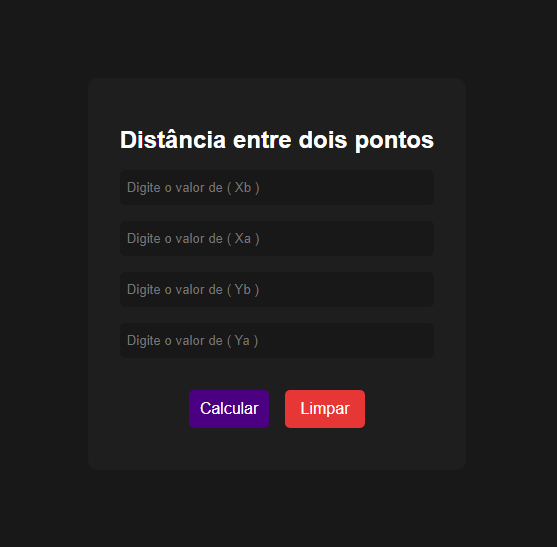 Distância entre dois pontos
Digite o valor de ( Xb )
Digite o valor de ( Xa )
Digite o valor de ( Yb )
Digite o valor de ( Ya )
Calcular Limpar